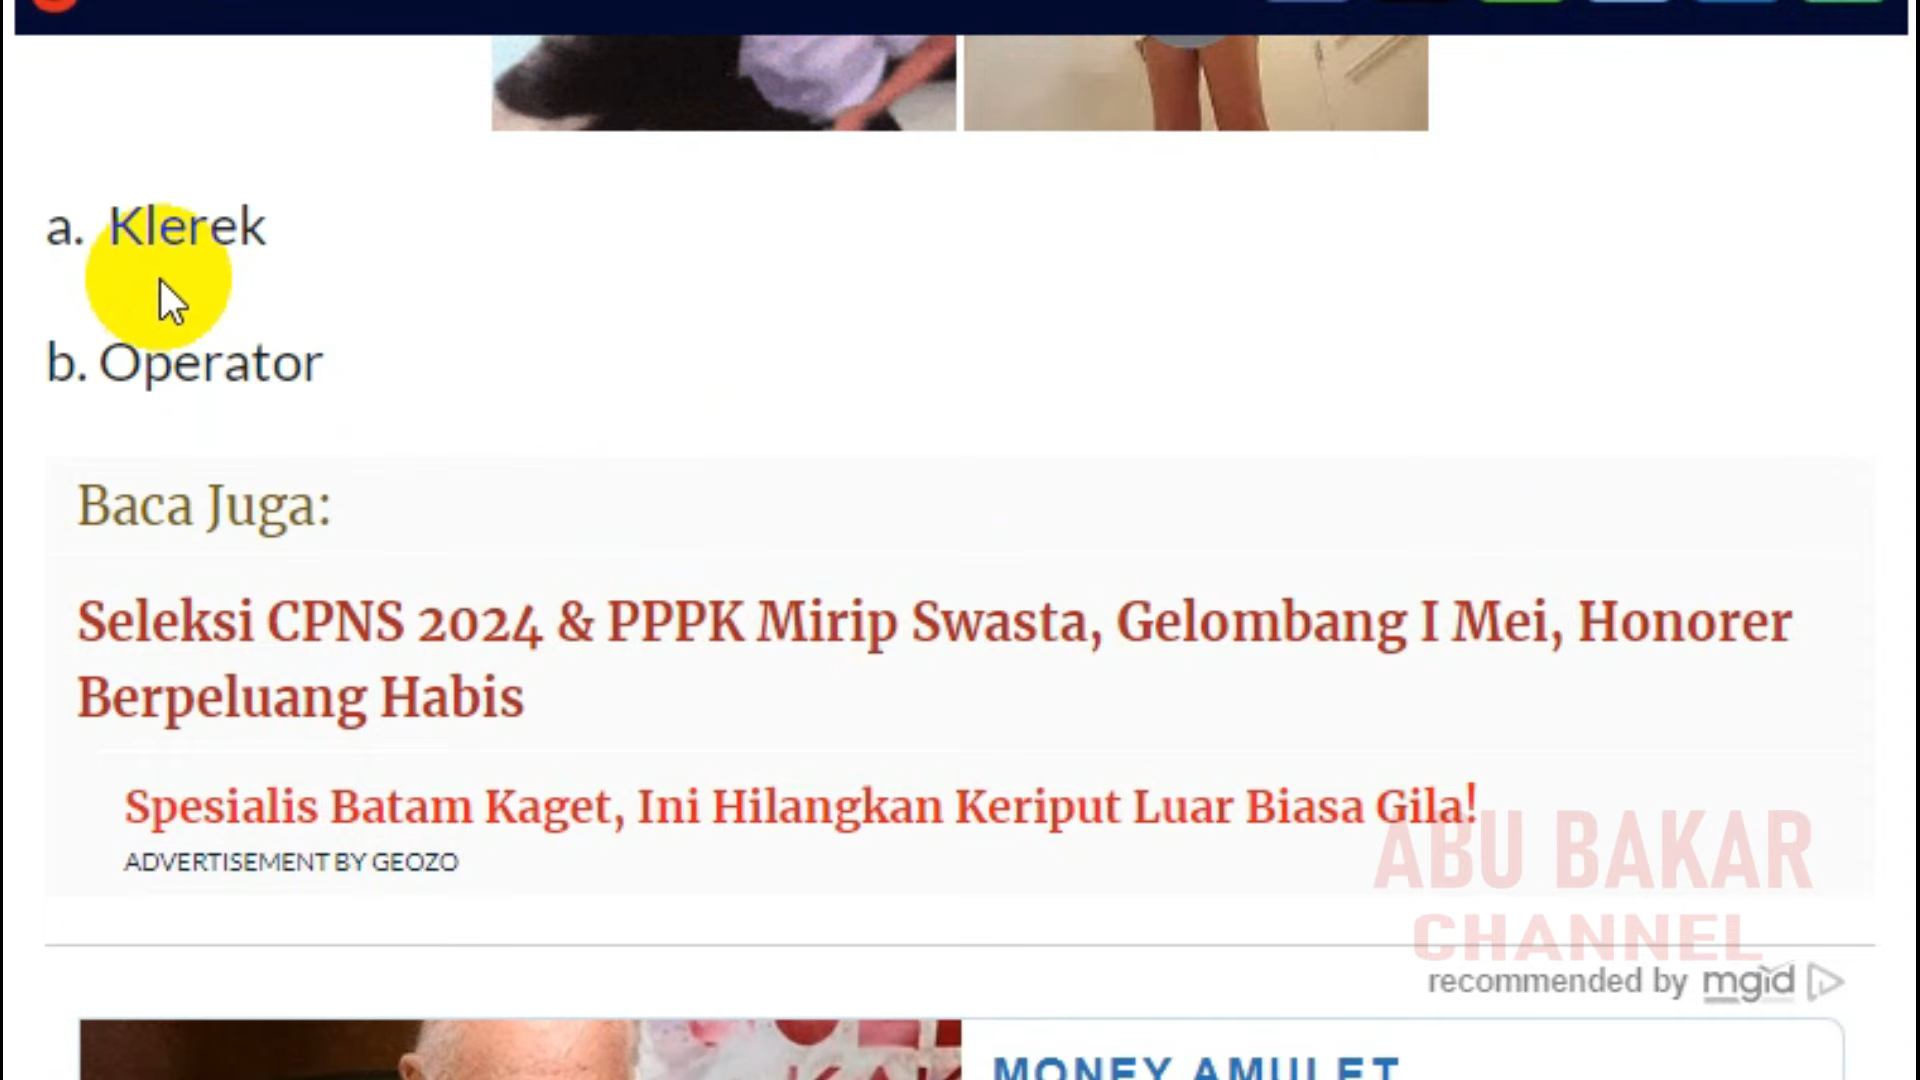 a. Klerek
b. Operator
Baca Juga:
Seleksi CPNS 2024 & PPPK Mirip Swasta, Gelombang I Mei, Honorer
Berpeluang Habis
Spesialis Batam Kaget, Ini Hilangkan Keriput Luar Biasa Gila!
ADVERTISEMENT BY GEOZO
ABU BAKAR
CHANNEL
recommended by mgid
MONEY AMULET